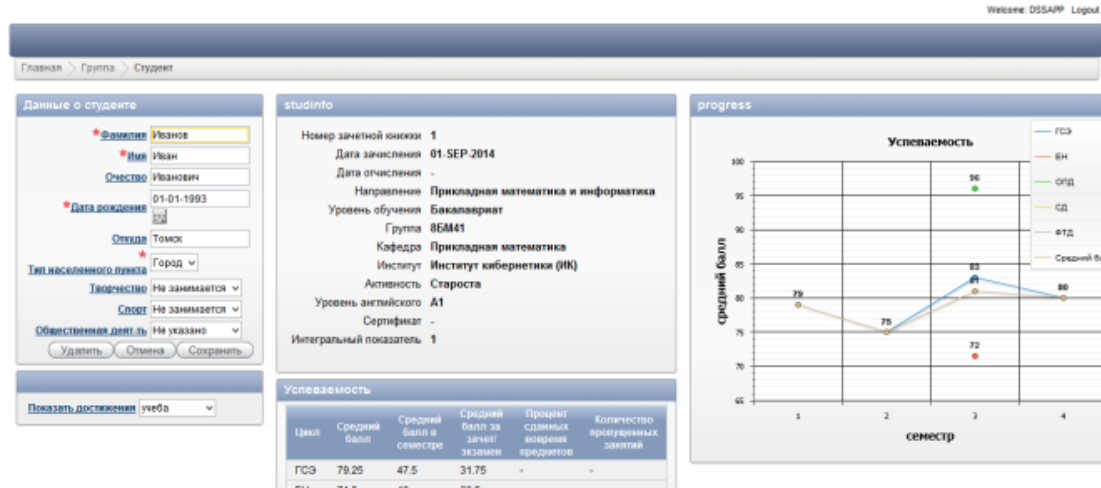 Welcome: DSSAPP Logout
Главная Группа Студент
Данные о студенте
*Фамилия Иванов
*Имя Иван
Очество Иванович
*Дата рождения 01-01-1993
Откуда Томск
*
Тип населенного пункта Город
Творчество Не занимается
Спорт Не занимается
Общественная деят.ть Не указано
Удалить Отмена Сохранить
Показать достижения учеба
studinfo
Номер зачетной книжки 1
Дата зачисления 01-SEP-2014
Дата отчисления -
Направление Прикладная математика и информатика
Уровень обучения Бакалавриат
Группа 8БМ41
Кафедра Прикладная математика
Институт Институт кибернетики (ИК)
Активность Староста
Уровень английского A1
Сертификат -
Интегральный показатель 1
Успеваемость
Цикл
Средний
балл
Средний
балл в
семестре
Средний
балл за
зачет/
экзамен
Процент
сданных
вовремя
предметов
Количество
пропущенных
занятий
ГСЭ 79.25 47.5 31.75 - -
progress
Успеваемость
ГСЭ
ЕН
ОПД
СД
ФТД
Средний
средний балл
100
95
90
85
80
75
70
65
79
75
96
83
81
72
80
1 2 3 4
семестр